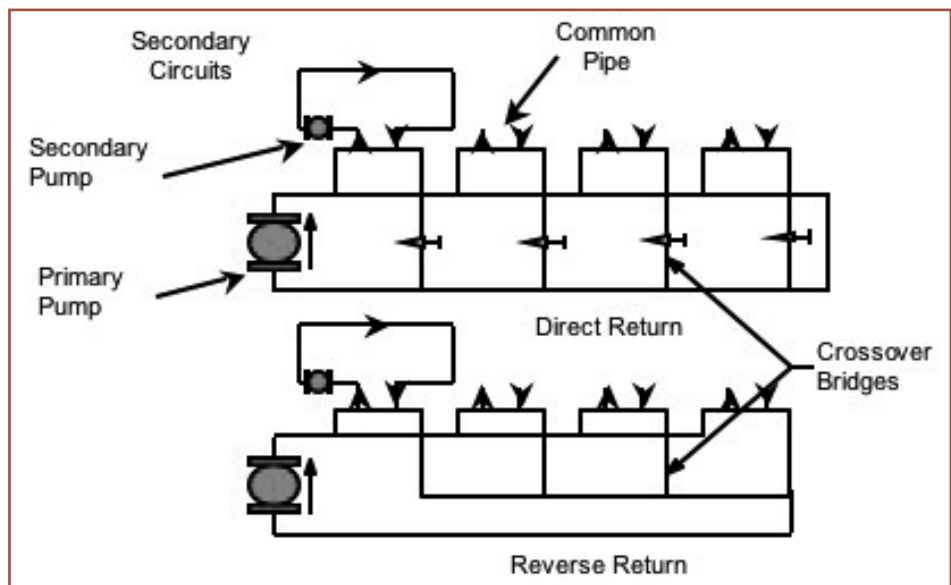 Secondary
Circuits
Common
Pipe
Secondary
Pump
Primary
Pump
Direct Return
Crossover
Bridges
Reverse Return